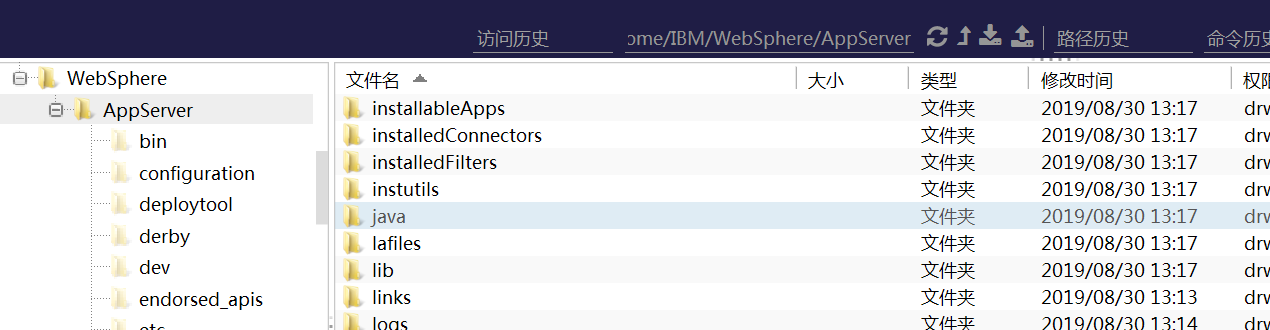 访问历史 ome/IBM/WebSphere/AppServer 路径历史 命令历史
WebSphere
AppServer
bin
configuration
deploytool
derby
dev
endorsed_apis
etc
文件名 大小 类型 修改时间 权限
installableApps 文件夹 2019/08/30 13:17 drw
installedConnectors 文件夹 2019/08/30 13:17 drw
installedFilters 文件夹 2019/08/30 13:17 drw
instutils 文件夹 2019/08/30 13:17 drw
java 文件夹 2019/08/30 13:17 drw
lafiles 文件夹 2019/08/30 13:17 drw
lib 文件夹 2019/08/30 13:17 drw
links 文件夹 2019/08/30 13:13 drw
logs 文件夹 2019/08/30 13:14 drw